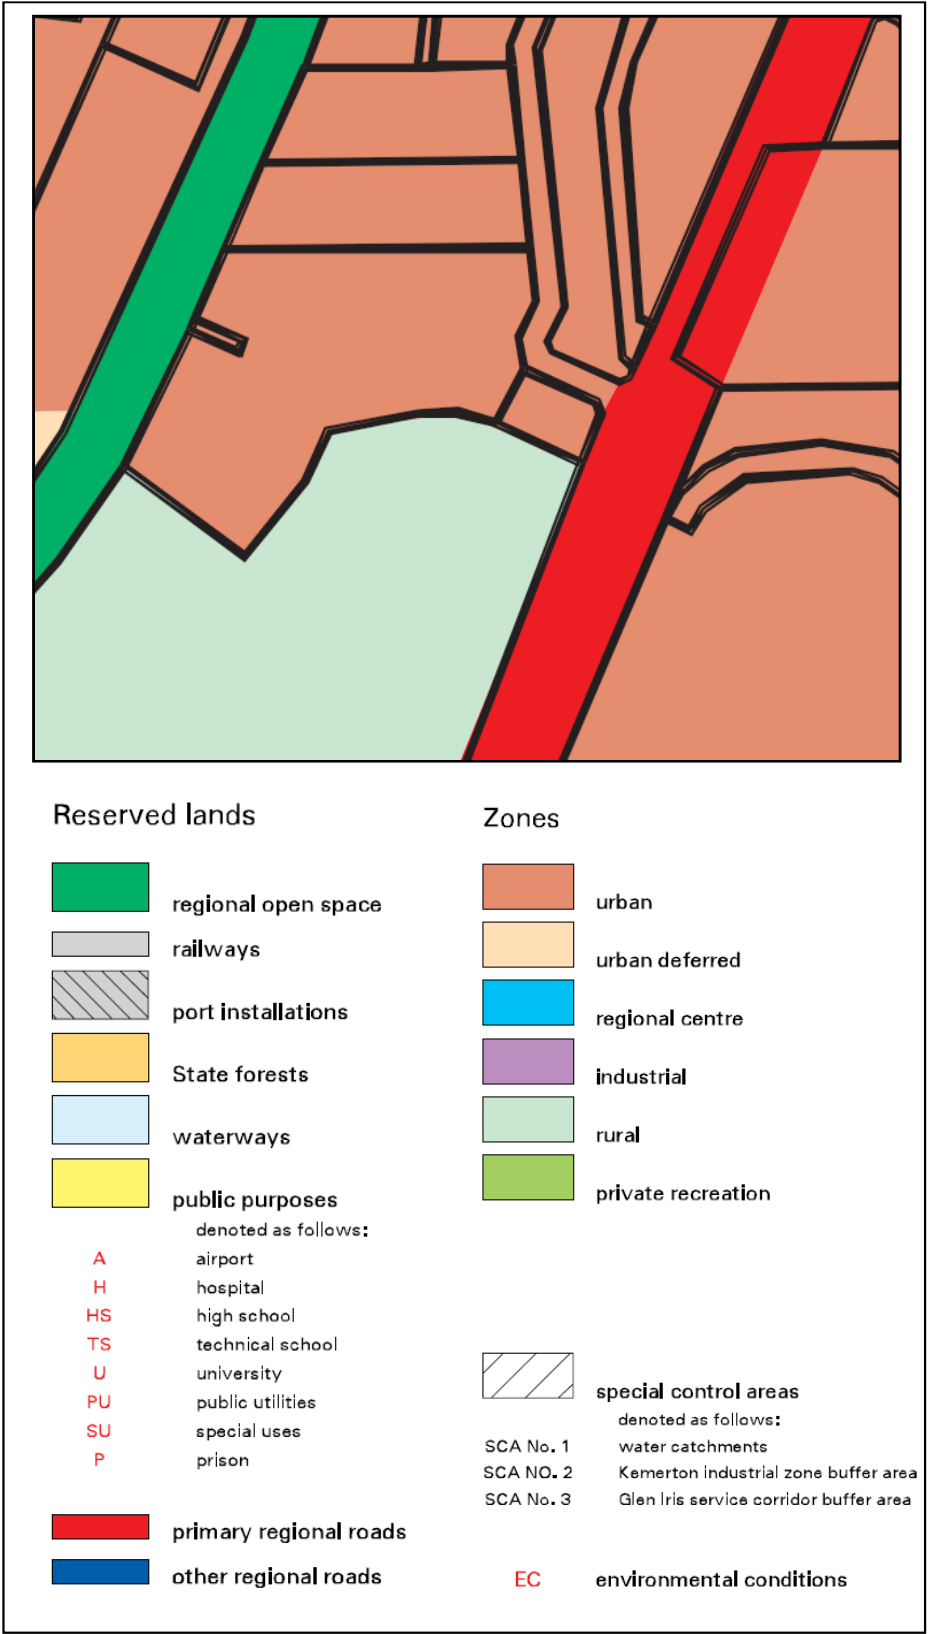 Reserved lands
regional open space
railways
port installations
State forests
waterways
public purposes
denoted as follows:
A airport
H hospital
HS high school
TS technical school
U university
PU public utilities
SU special uses
P prison
primary regional roads
other regional roads
Zones
urban
urban deferred
regional centre
industrial
rural
private recreation
special control areas
denoted as follows:
SCA No. 1 water catchments
SCA NO. 2 Kemerton industrial zone buffer area
SCA No. 3 Glen Iris service corridor buffer area
EC environmental conditions